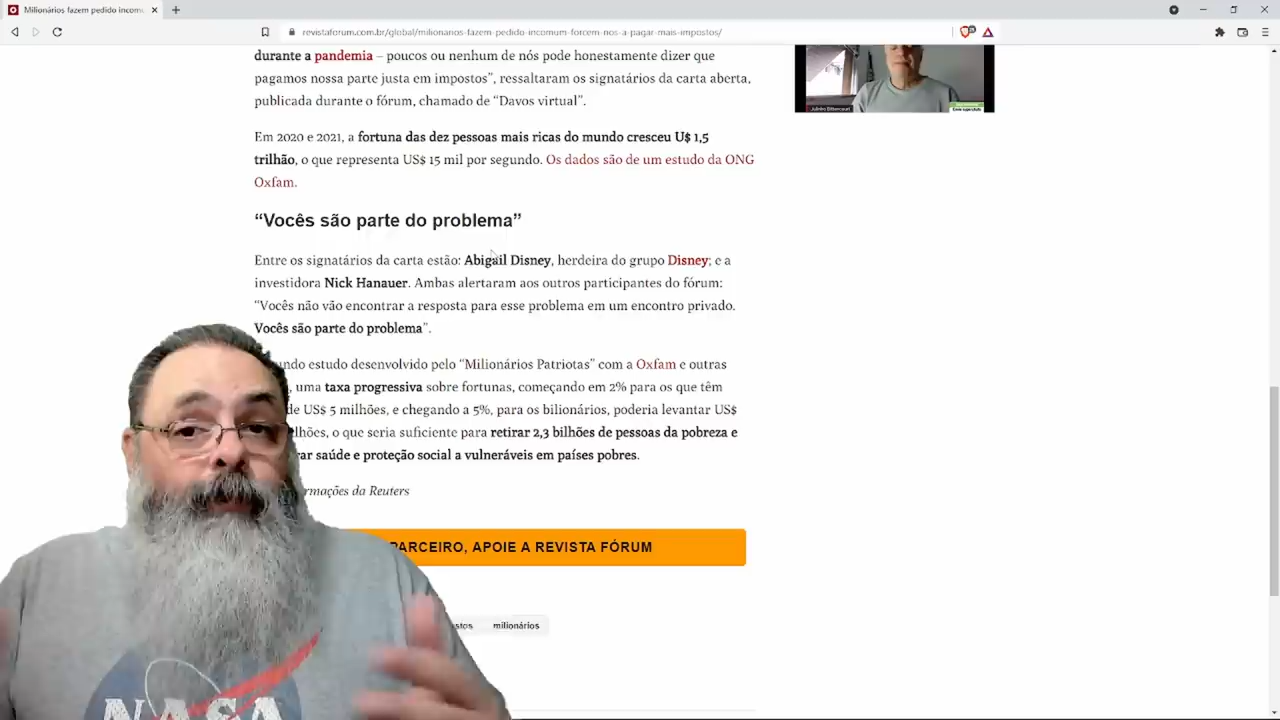 Milionários fazem pedido incomu
revistaforum.com.br/global/milionarios-fazem-pedido-incomum-forcem-nos-a-pagar-mais-impostos/
durante a pandemia – poucos ou nenhum de nós pode honestamente dizer que
pagamos nossa parte justa em impostos”, ressaltaram os signatários da carta aberta,
publicada durante o fórum, chamado de “Davos virtual”.
Em 2020 e 2021, a fortuna das dez pessoas mais ricas do mundo cresceu U$ 1,5
trilhão, o que representa US$ 15 mil por segundo. Os dados são de um estudo da ONG
Oxfam.
“Vocês são parte do problema”
Entre os signatários da carta estão: Abigail Disney, herdeira do grupo Disney; e a
investidora Nick Hanauer. Ambas alertaram aos outros participantes do fórum:
“Vocês não vão encontrar a resposta para esse problema em um encontro privado.
Vocês são parte do problema”.
undo estudo desenvolvido pelo “Milionários Patriotas” com a Oxfam e outras
, uma taxa progressiva sobre fortunas, começando em 2% para os que têm
de US$ 5 milhões, e chegando a 5%, para os bilionários, poderia levantar US$
lhões, o que seria suficiente para retirar 2,3 bilhões de pessoas da pobreza e
rar saúde e proteção social a vulneráveis em países pobres.
rmações da Reuters
PARCEIRO, APOIE A REVISTA FÓRUM
stos milionários
NASA